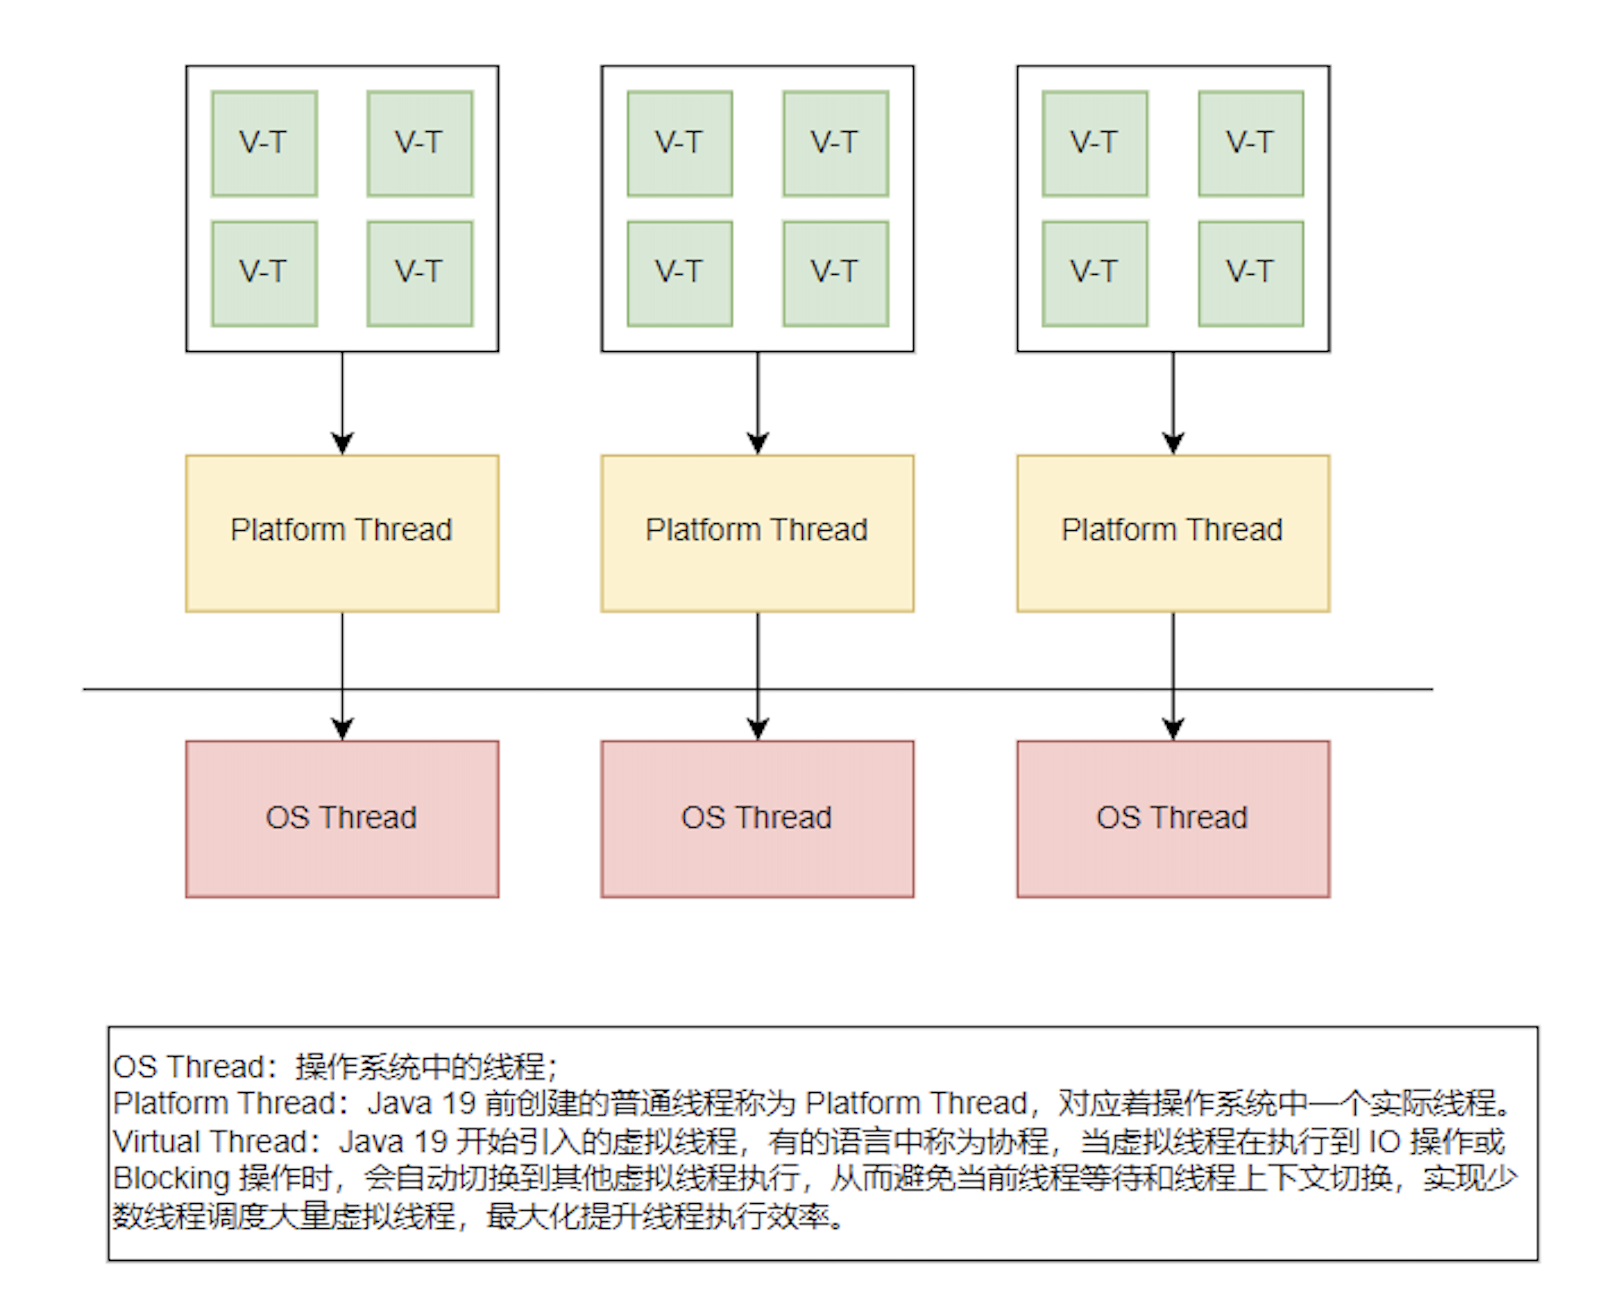 V-T V-T V-T V-T V-T V-T
V-T V-T V-T V-T V-T V-T
Platform Thread Platform Thread Platform Thread
OS Thread OS Thread OS Thread
OS Thread：操作系统中的线程；
Platform Thread：Java 19 前创建的普通线程称为 Platform Thread，对应着操作系统中一个实际线程。
Virtual Thread：Java 19 开始引入的虚拟线程，有的语言中称为协程，当虚拟线程在执行到 IO 操作或
Blocking 操作时，会自动切换到其他虚拟线程执行，从而避免当前线程等待和线程上下文切换，实现少
数线程调度大量虚拟线程，最大化提升线程执行效率。